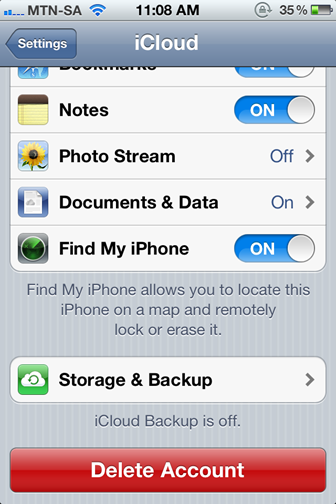 MTN-SA 11:08 AM 35%
Settings
iCloud
Bookmarks
Notes ON
Photo Stream Off
Documents & Data On
Find My iPhone ON
Find My iPhone allows you to locate this
iPhone on a map and remotely
lock or erase it.
Storage & Backup
iCloud Backup is off.
Delete Account